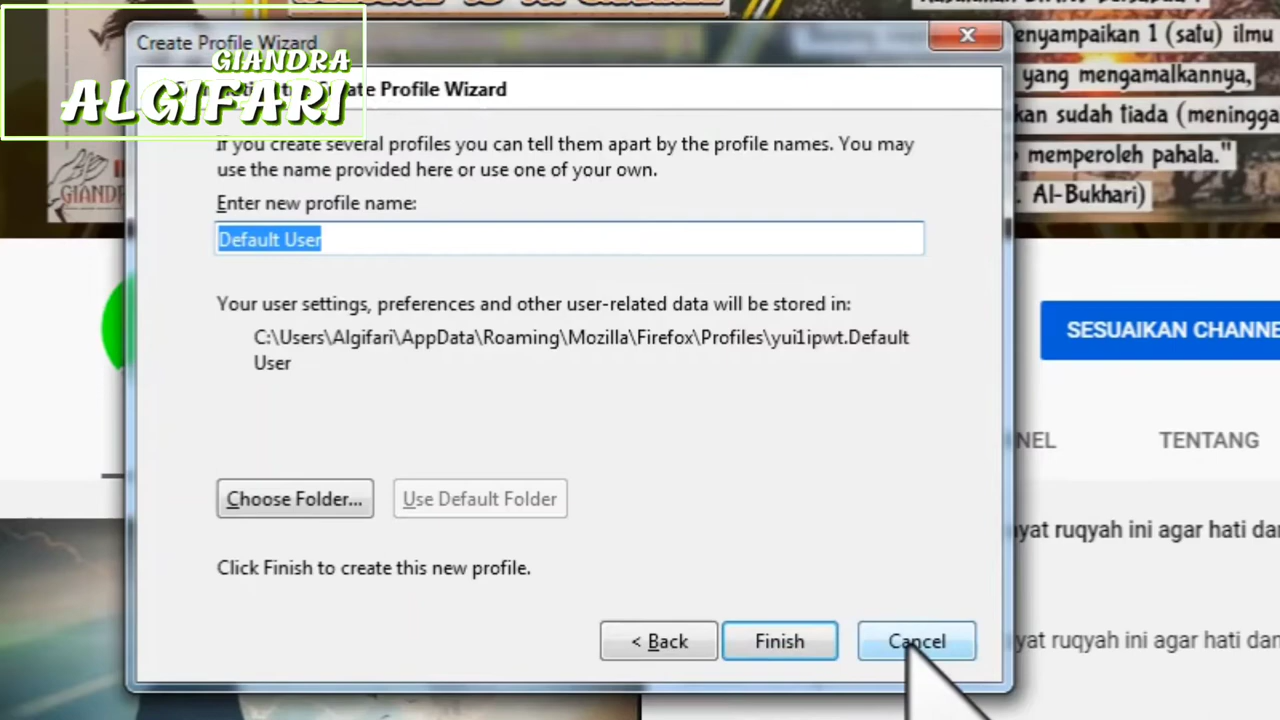 Create Profile Wizard
GIANDRA
ALGIFARI
Create Profile Wizard
If you create several profiles you can tell them apart by the profile names. You may
use the name provided here or use one of your own.
Enter new profile name:
Default User
Your user settings, preferences and other user-related data will be stored in:
C:\Users\Algifari\AppData\Roaming\Mozilla\Firefox\Profiles\yui1ipwt.Default
User
Choose Folder...
Use Default Folder
Click Finish to create this new profile.
< Back
Finish
Cancel
enyampaikan 1 (satu) ilmu
yang mengamalkannya,
kan sudah tiada (meningga
memperoleh pahala."
. Al-Bukhari)
GIANDR
SESUAIKAN CHANNE
NEL
TENTANG
yat ruqyah ini agar hati dan
yat ruqyah ini agar hati dan